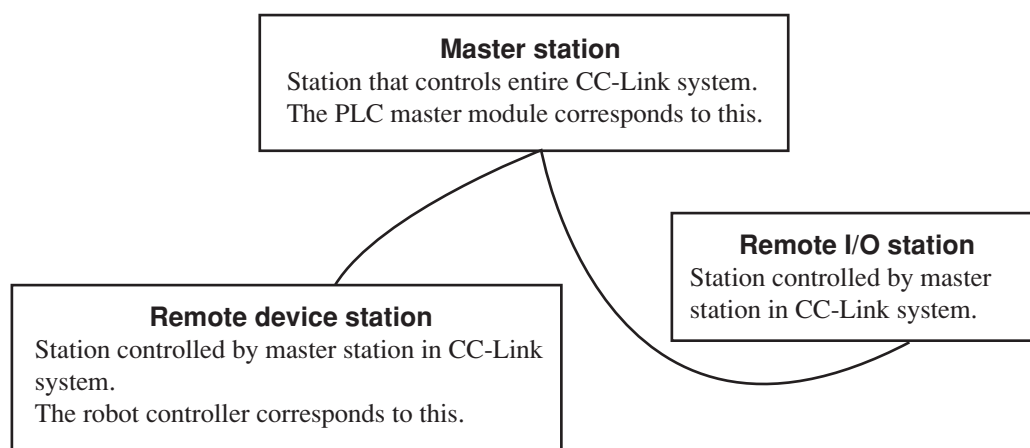 Master station
Station that controls entire CC-Link system.
The PLC master module corresponds to this.
Remote I/O station
Station controlled by master
station in CC-Link system.
Remote device station
Station controlled by master station in CC-Link
system.
The robot controller corresponds to this.